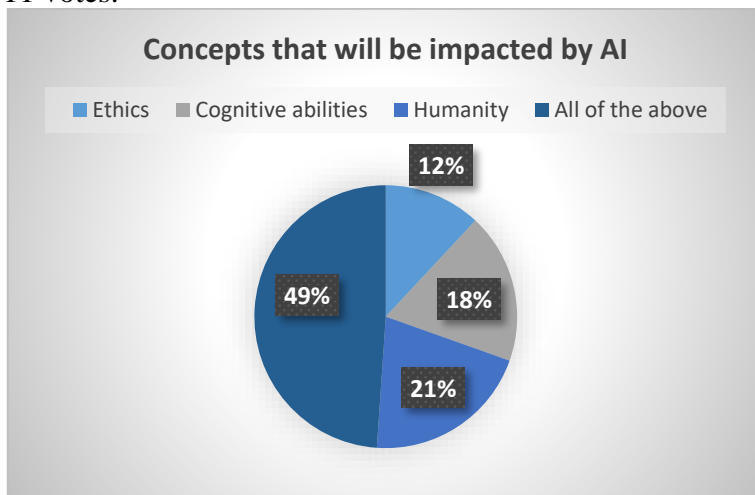 Concepts that will be impacted by AI
Ethics Cognitive abilities Humanity All of the above
12%
49%
18%
21%